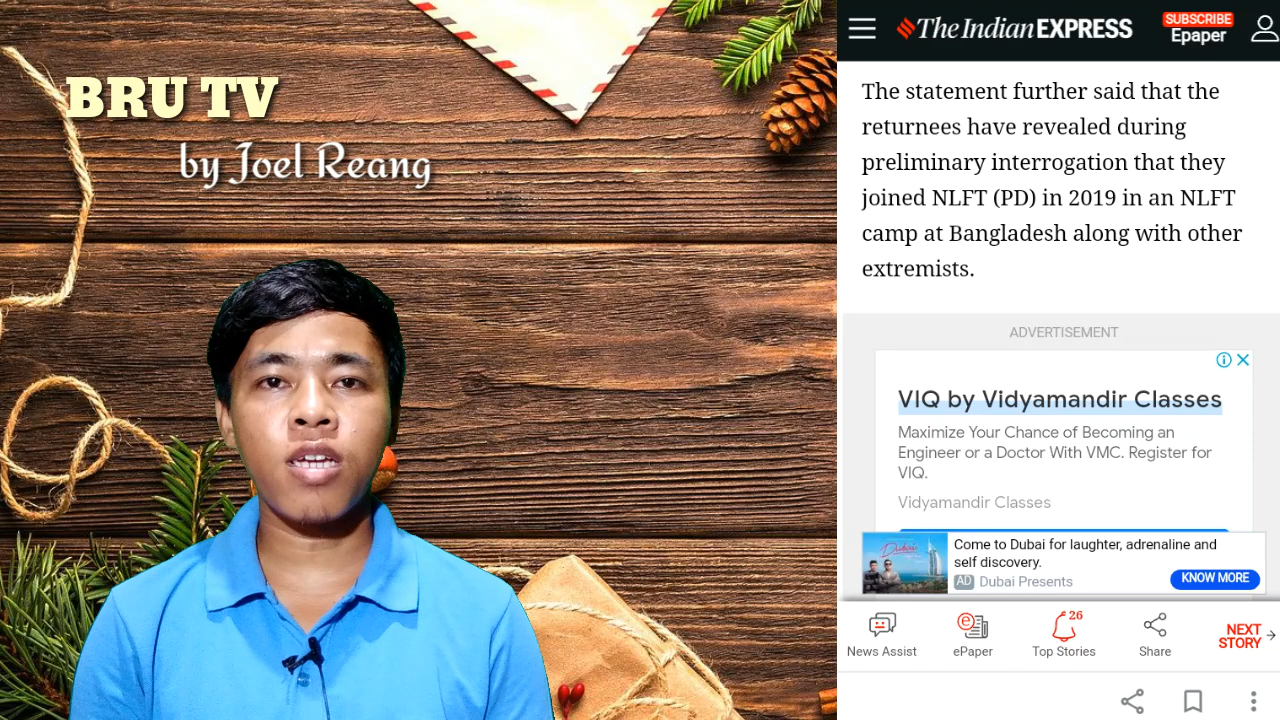 BRU TV
by Joel Reang
The Indian EXPRESS
SUBSCRIBE
Epaper
The statement further said that the
returnees have revealed during
preliminary interrogation that they
joined NLFT (PD) in 2019 in an NLFT
camp at Bangladesh along with other
extremists.
ADVERTISEMENT
VIQ by Vidyamandir Classes
Maximize Your Chance of Becoming an
Engineer or a Doctor With VMC. Register for
VIQ.
Vidyamandir Classes
Come to Dubai for laughter, adrenaline and
self discovery.
AD Dubai Presents
KNOW MORE
26
News Assist
ePaper
Top Stories
Share
NEXT
STORY